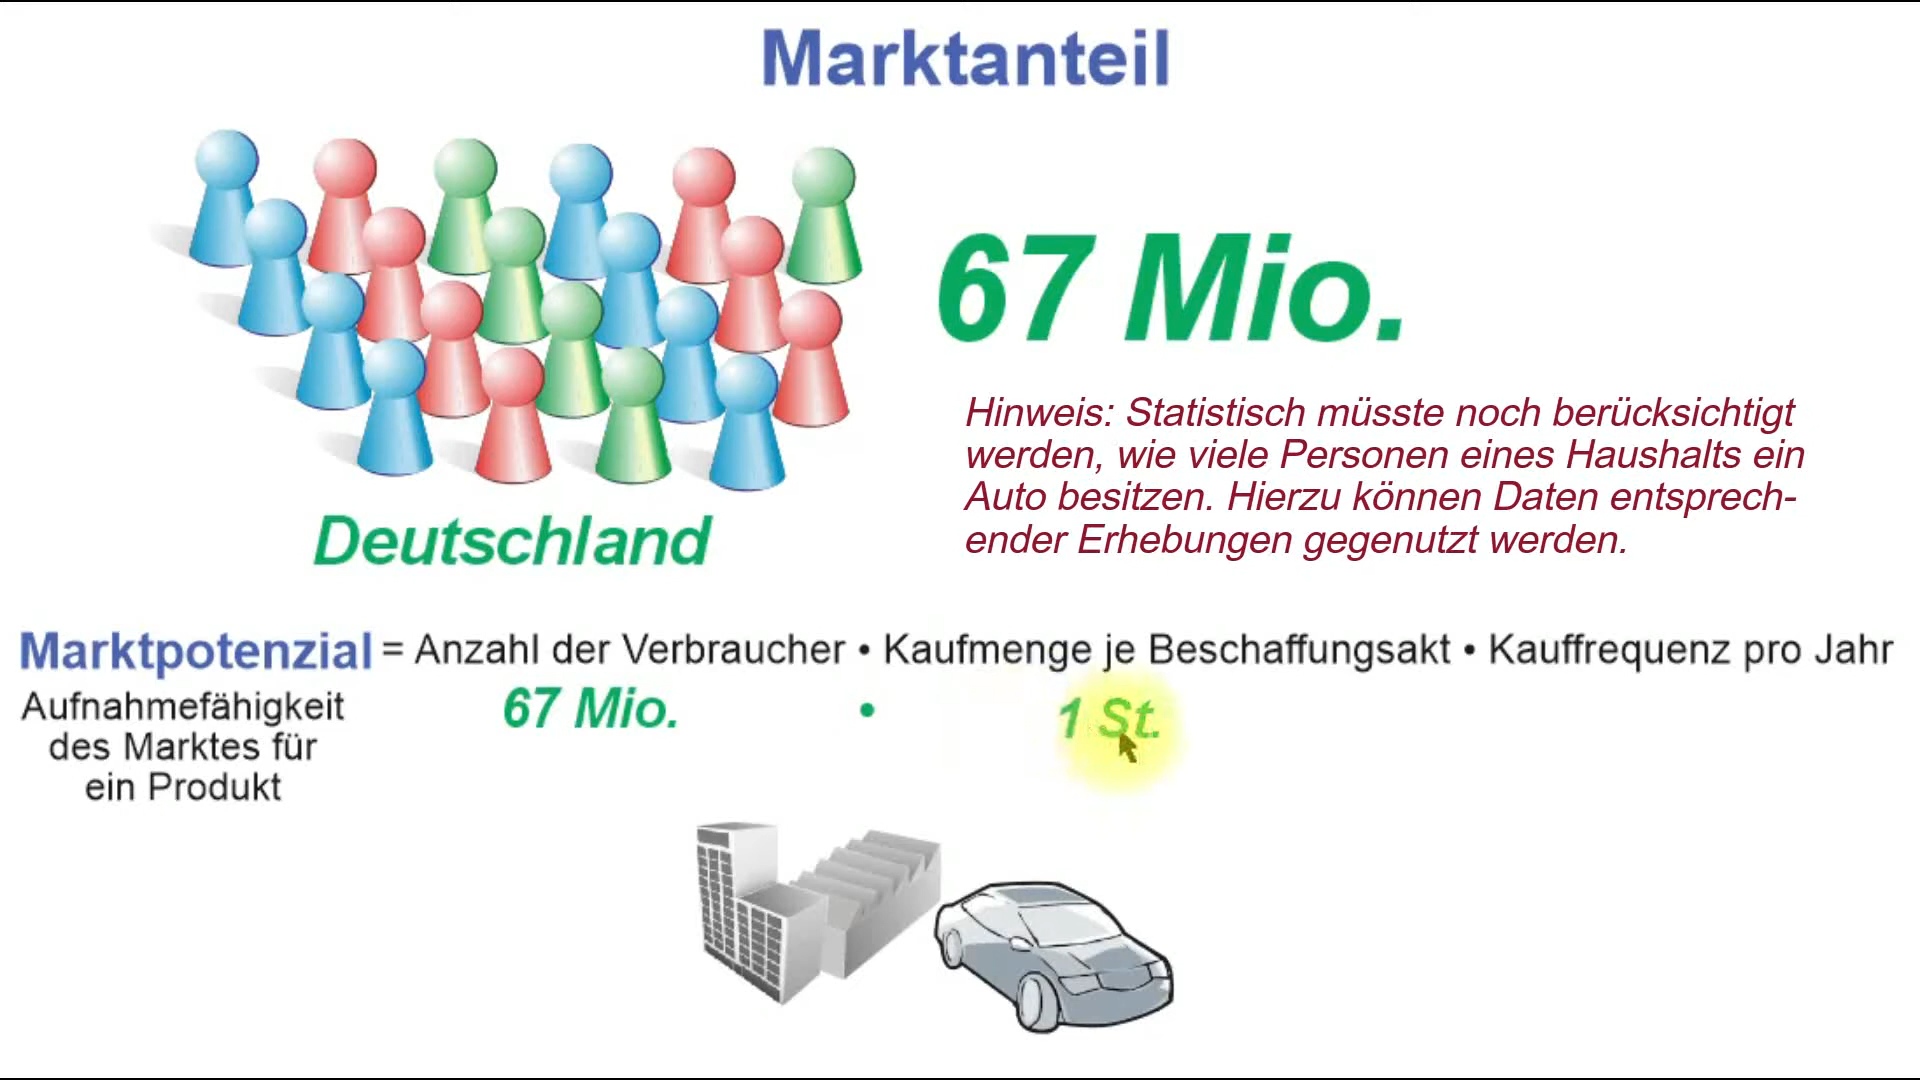 Marktanteil
67 Mio.
Hinweis: Statistisch müsste noch berücksichtigt
werden, wie viele Personen eines Haushalts ein
Auto besitzen. Hierzu können Daten entsprech-
ender Erhebungen gegenutzt werden.
Deutschland
Marktpotenzial = Anzahl der Verbraucher • Kaufmenge je Beschaffungsakt • Kauffrequenz pro Jahr
Aufnahmefähigkeit
des Marktes für
ein Produkt
67 Mio. • 1 St.